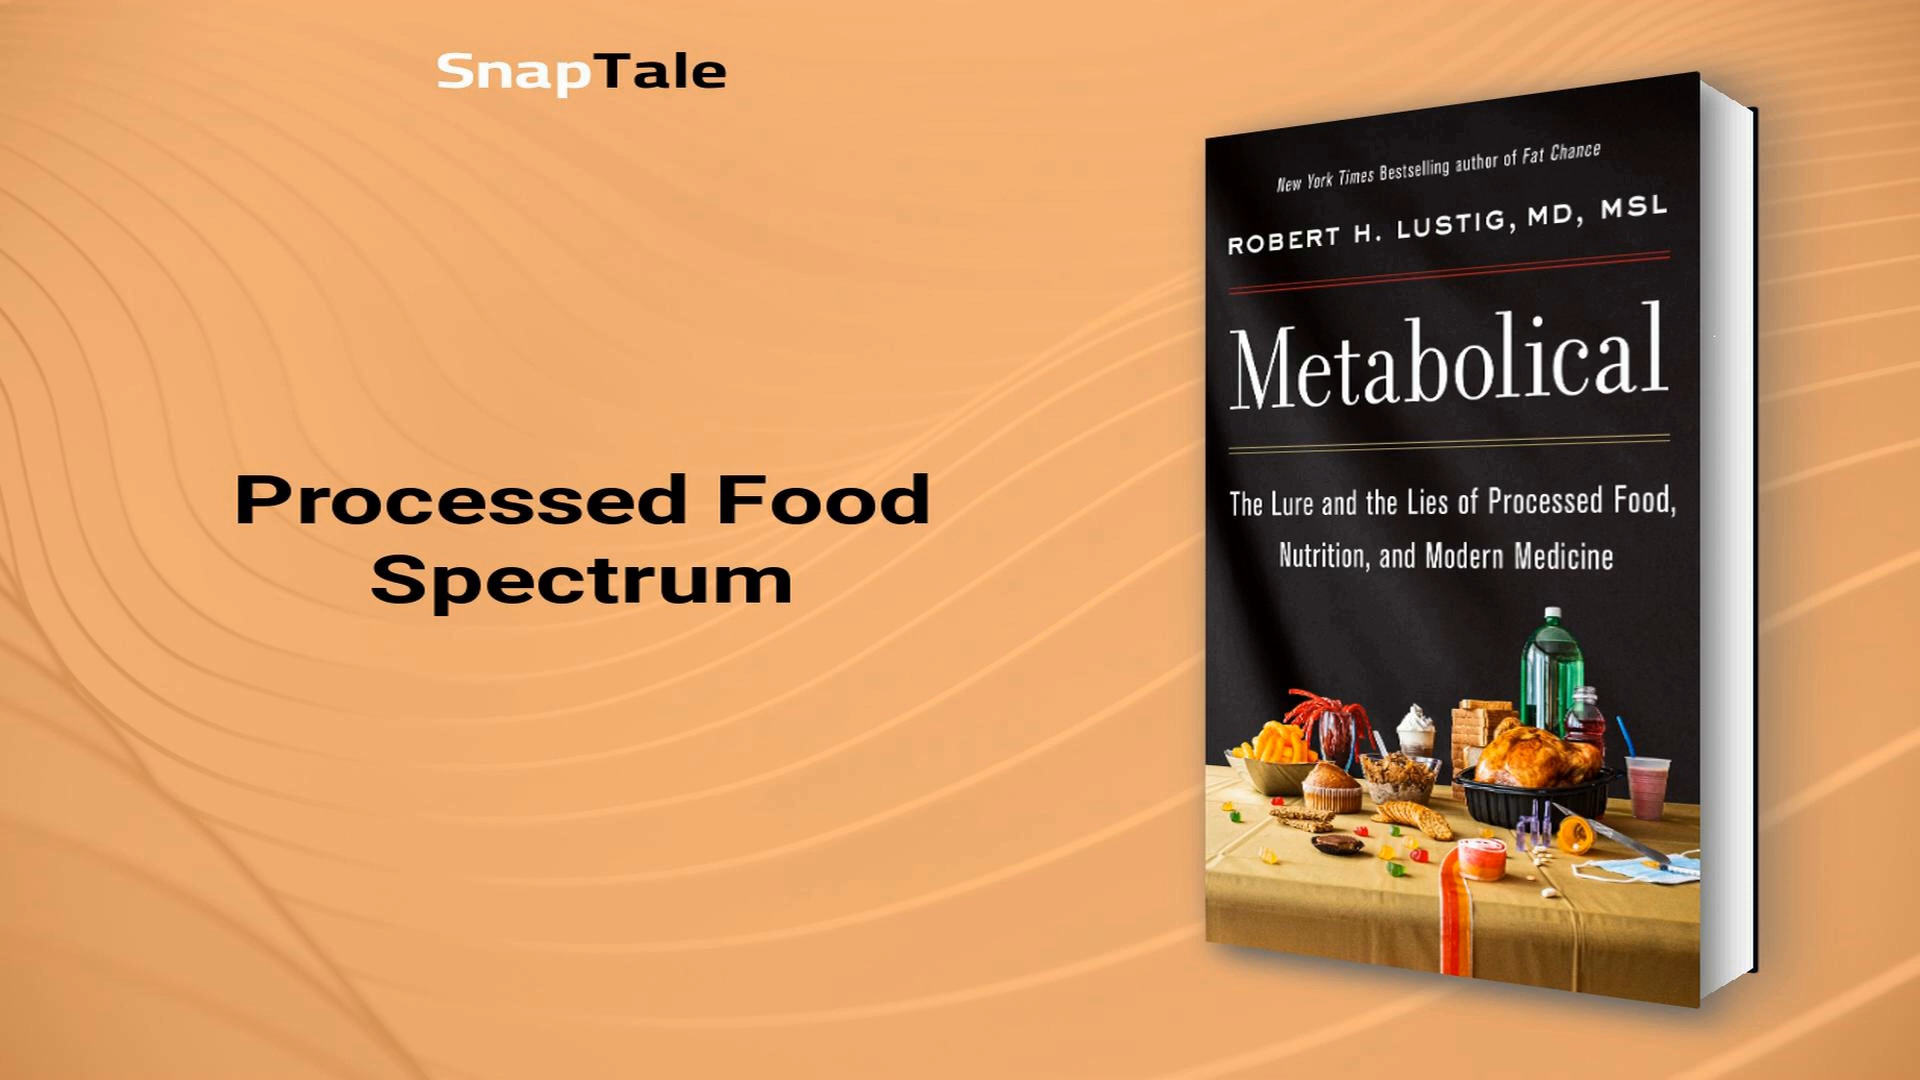 SnapTale
Processed Food
Spectrum
New York Times Bestselling author of Fat Chance
ROBERT H. LUSTIG, MD, MSL
Metabolical
The Lure and the Lies of Processed Food,
Nutrition, and Modern Medicine